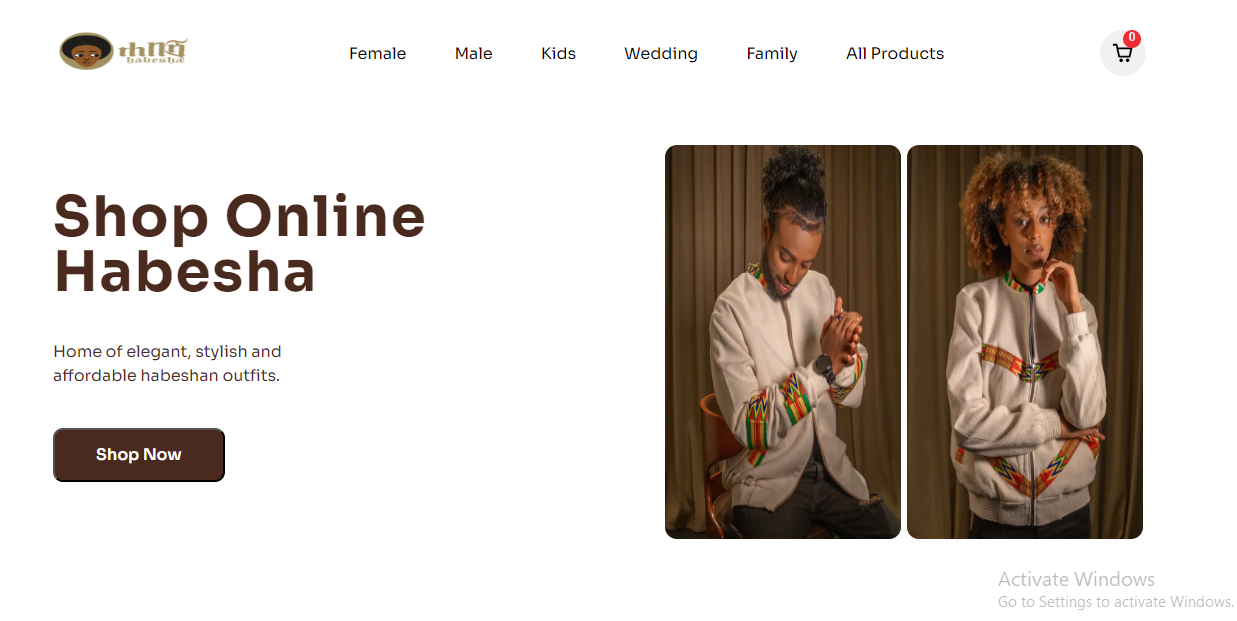 habesha
Female Male Kids Wedding Family All Products
0
Shop Online
Habesha
Home of elegant, stylish and
affordable habeshan outfits.
Shop Now
Activate Windows
Go to Settings to activate Windows.